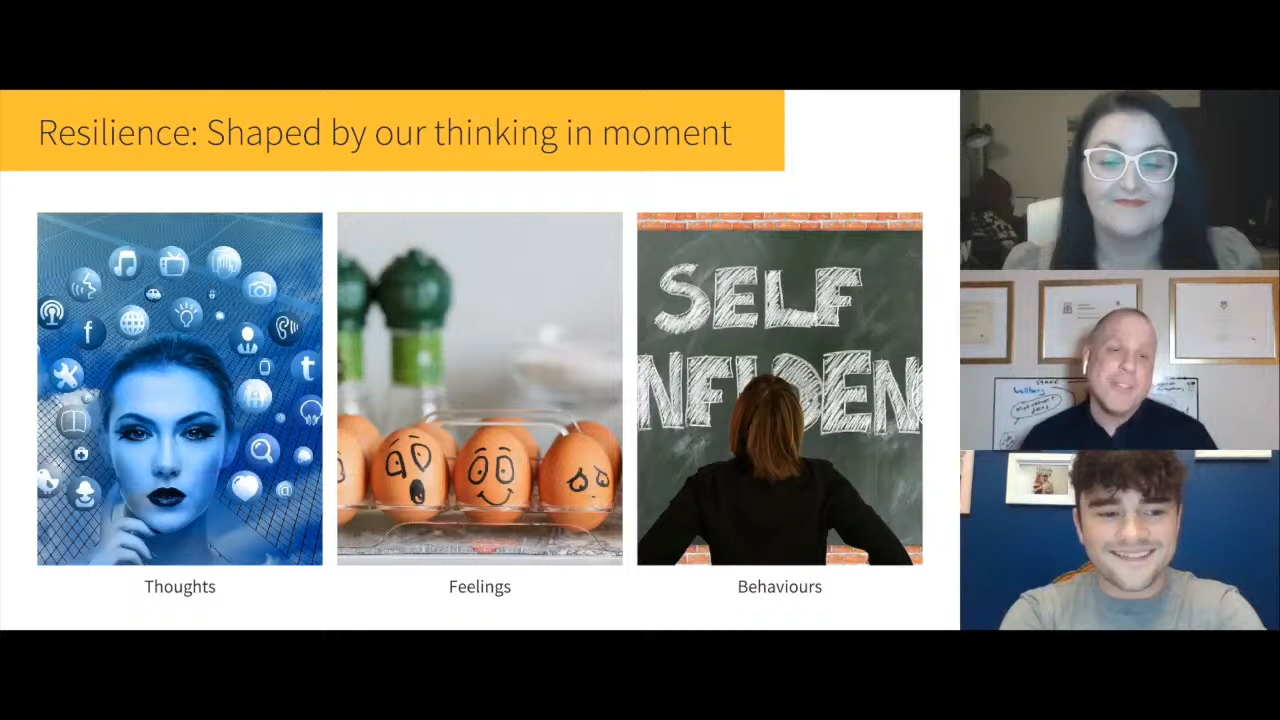 Resilience: Shaped by our thinking in moment
SELF
NFIDEN
f
t
@
Thoughts
Feelings
Behaviours